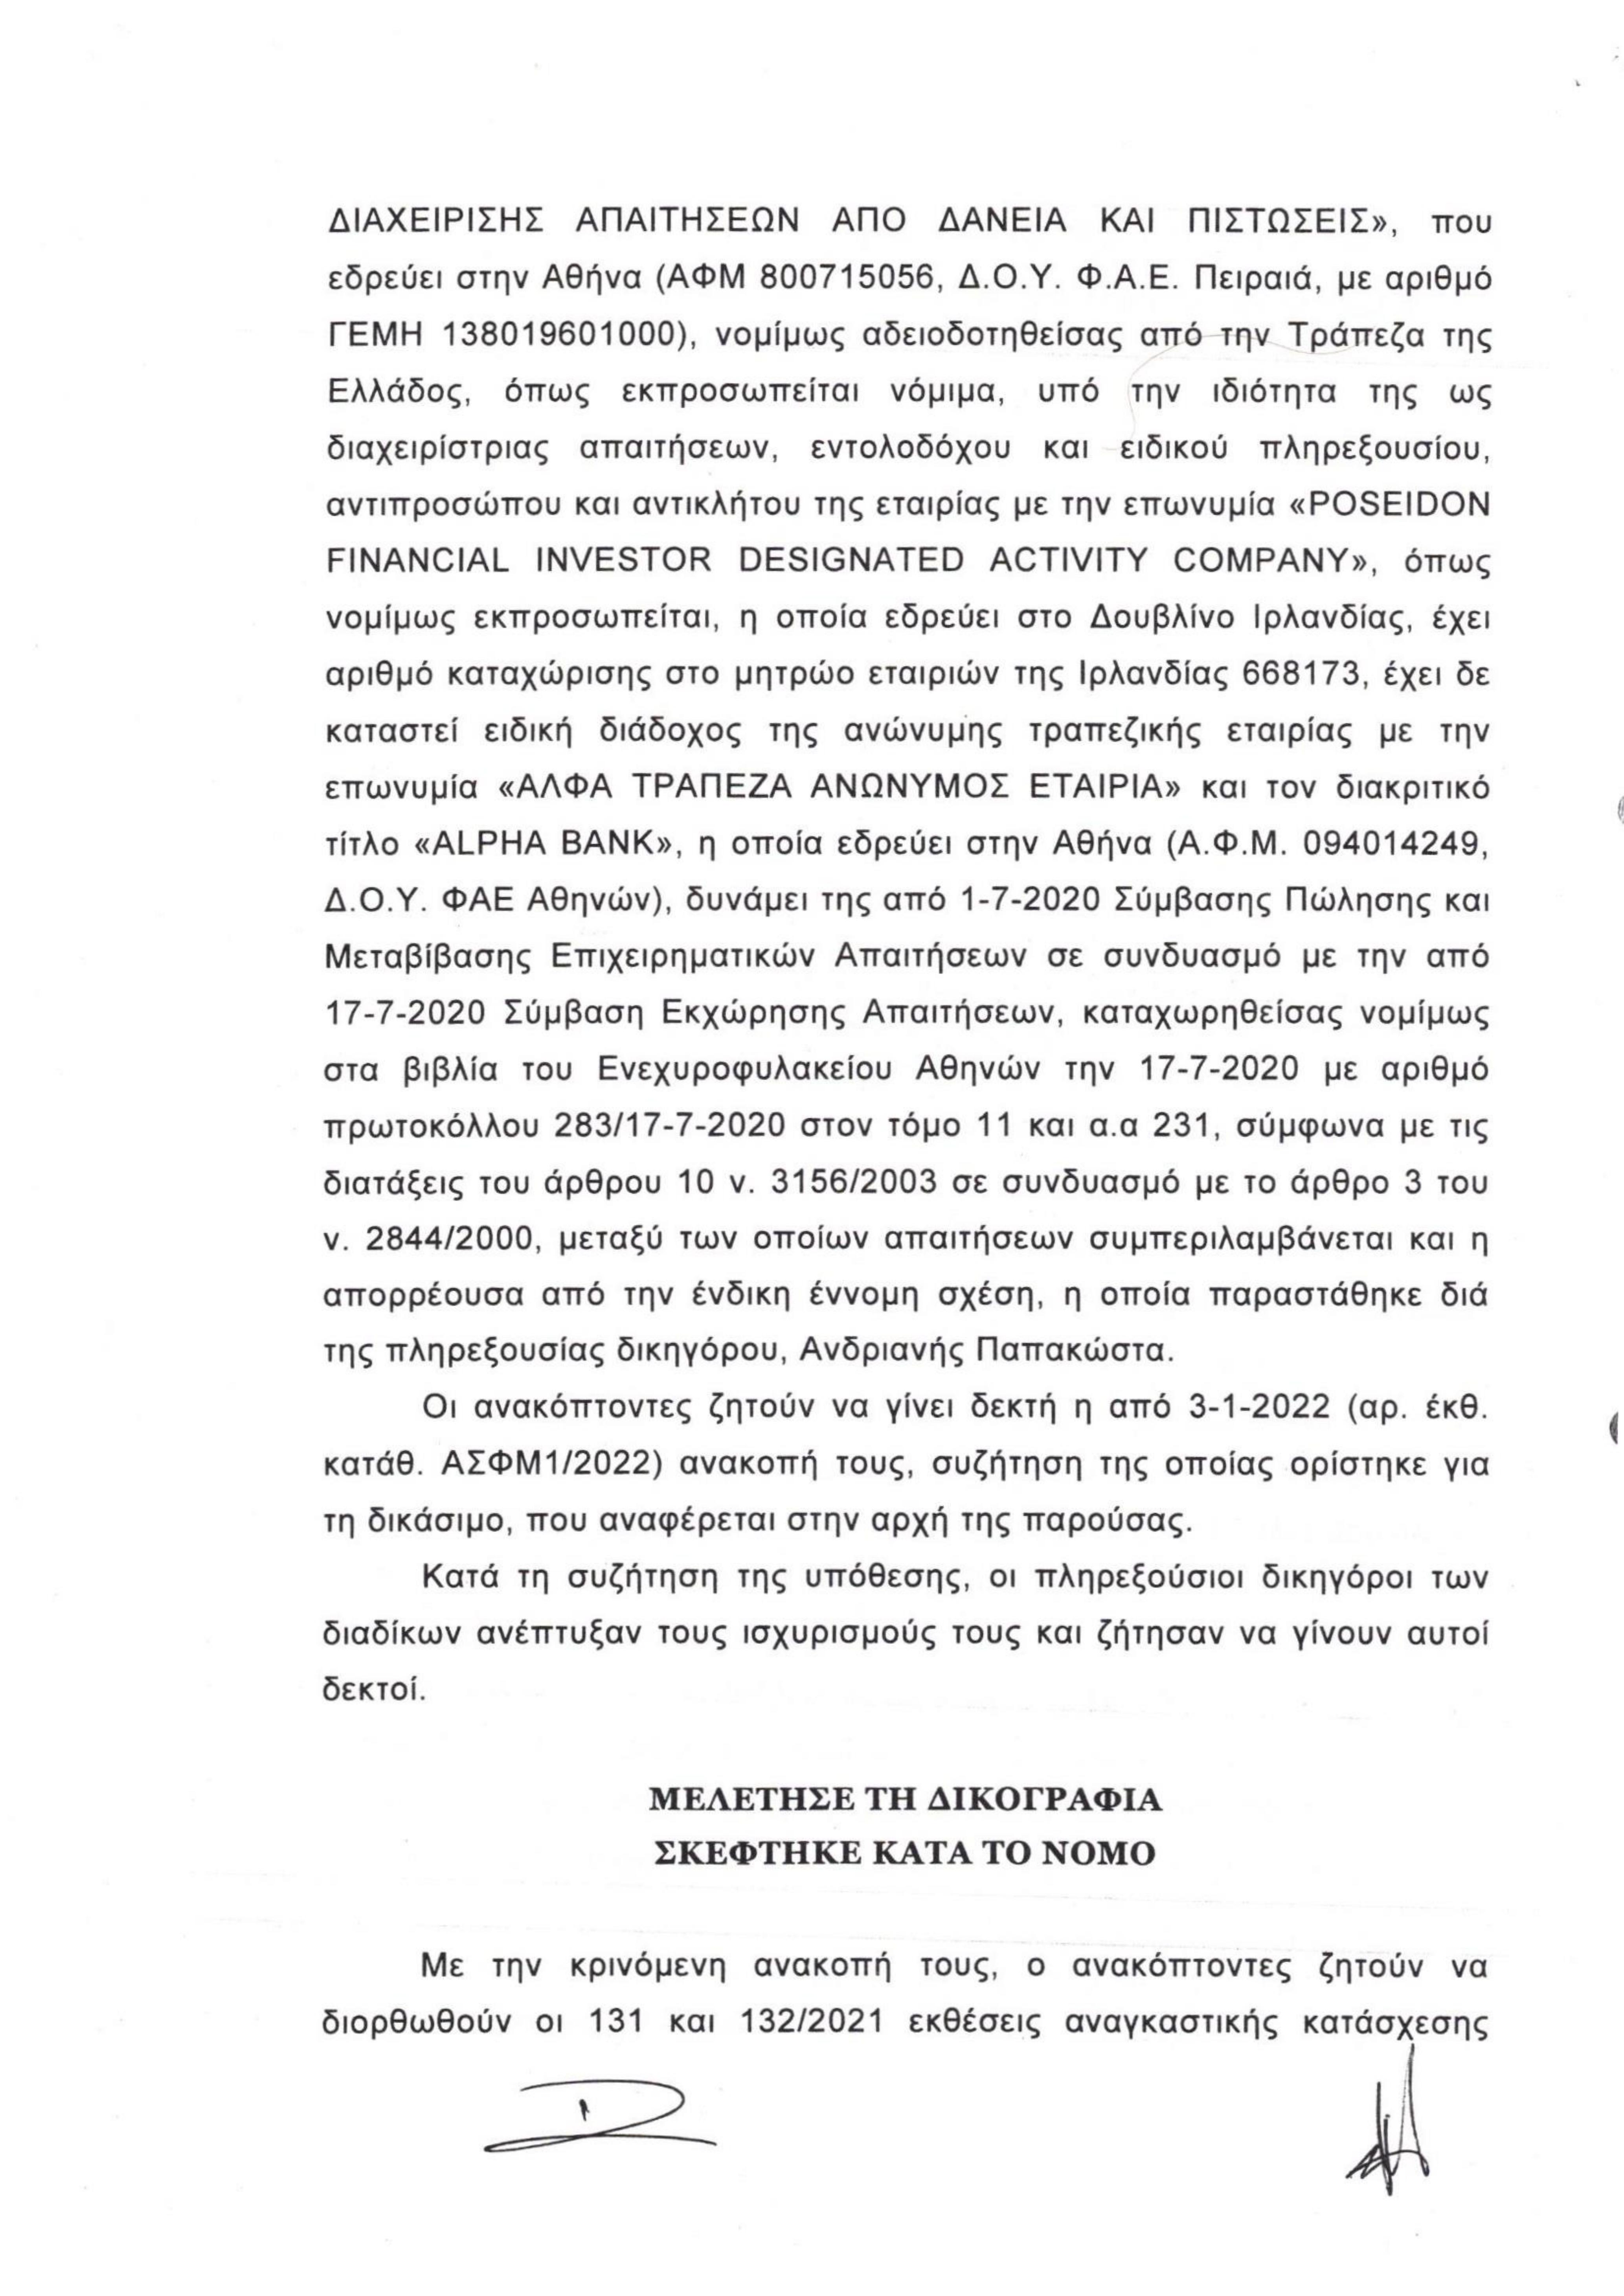 ΔΙΑΧΕΙΡΙΣΗΣ ΑΠΑΙΤΗΣΕΩΝ ΑΠΟ ΔΑΝΕΙΑ ΚΑΙ ΠΙΣΤΩΣΕΙΣ», που
εδρεύει στην Αθήνα (ΑΦΜ 800715056, Δ.Ο.Υ. Φ.Α.Ε. Πειραιά, με αριθμό
ΓΕΜΗ 138019601000), νομίμως αδειοδοτηθείσας από την Τράπεζα της
Ελλάδος, όπως εκπροσωπείται νόμιμα, υπό την ιδιότητα της ως
διαχειρίστριας απαιτήσεων, εντολοδόχου και ειδικού πληρεξουσίου,
αντιπροσώπου και αντικλήτου της εταιρίας με την επωνυμία «POSEIDON
FINANCIAL INVESTOR DESIGNATED ACTIVITY COMPANY», όπως
νομίμως εκπροσωπείται, η οποία εδρεύει στο Δουβλίνο Ιρλανδίας, έχει
αριθμό καταχώρισης στο μητρώο εταιριών της Ιρλανδίας 668173, έχει δε
καταστεί ειδική διάδοχος της ανώνυμης τραπεζικής εταιρίας με την
επωνυμία «ΑΛΦΑ ΤΡΑΠΕΖΑ ΑΝΩΝΥΜΟΣ ΕΤΑΙΡΙΑ» και τον διακριτικό
τίτλο «ALPHA BANK», η οποία εδρεύει στην Αθήνα (Α.Φ.Μ. 094014249,
Δ.Ο.Υ. ΦΑΕ Αθηνών), δυνάμει της από 1-7-2020 Σύμβασης Πώλησης και
Μεταβίβασης Επιχειρηματικών Απαιτήσεων σε συνδυασμό με την από
17-7-2020 Σύμβαση Εκχώρησης Απαιτήσεων, καταχωρηθείσας νομίμως
στα βιβλία του Ενεχυροφυλακείου Αθηνών την 17-7-2020 με αριθμό
πρωτοκόλλου 283/17-7-2020 στον τόμο 11 και α.α 231, σύμφωνα με τις
διατάξεις του άρθρου 10 ν. 3156/2003 σε συνδυασμό με το άρθρο 3 του
ν. 2844/2000, μεταξύ των οποίων απαιτήσεων συμπεριλαμβάνεται και η
απορρέουσα από την ένδικη έννομη σχέση, η οποία παραστάθηκε διά
της πληρεξουσίας δικηγόρου, Ανδριανής Παπακώστα.
Οι ανακόπτοντες ζητούν να γίνει δεκτή η από 3-1-2022 (αρ. έκθ.
κατάθ. ΑΣΦΜ1/2022) ανακοπή τους, συζήτηση της οποίας ορίστηκε για
τη δικάσιμο, που αναφέρεται στην αρχή της παρούσας.
Κατά τη συζήτηση της υπόθεσης, οι πληρεξούσιοι δικηγόροι των
διαδίκων ανέπτυξαν τους ισχυρισμούς τους και ζήτησαν να γίνουν αυτοί
δεκτοί.
ΜΕΛΕΤΗΣΕ ΤΗ ΔΙΚΟΓΡΑΦΙΑ
ΣΚΕΦΤΗΚΕ ΚΑΤΑ ΤΟ ΝΟΜΟ
Με την κρινόμενη ανακοπή τους, ο ανακόπτοντες ζητούν να
διορθωθούν οι 131 και 132/2021 εκθέσεις αναγκαστικής κατάσχεσης